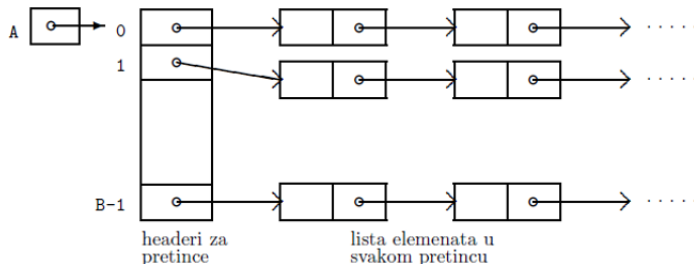 A
0
1
B-1
headeri za
pretince
lista elemenata u
svakom pretincu